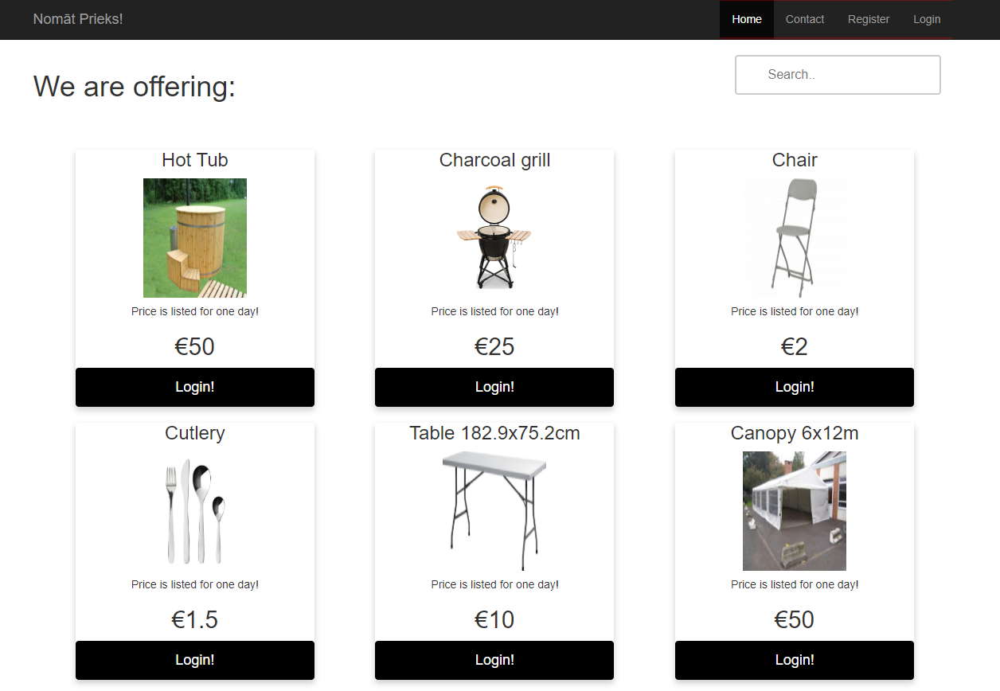 Nomāt Prieks!
Home Contact Register Login
We are offering:
Search..
Hot Tub
Price is listed for one day!
€50
Login!
Charcoal grill
Price is listed for one day!
€25
Login!
Chair
Price is listed for one day!
€2
Login!
Cutlery
Price is listed for one day!
€1.5
Login!
Table 182.9x75.2cm
Price is listed for one day!
€10
Login!
Canopy 6x12m
Price is listed for one day!
€50
Login!